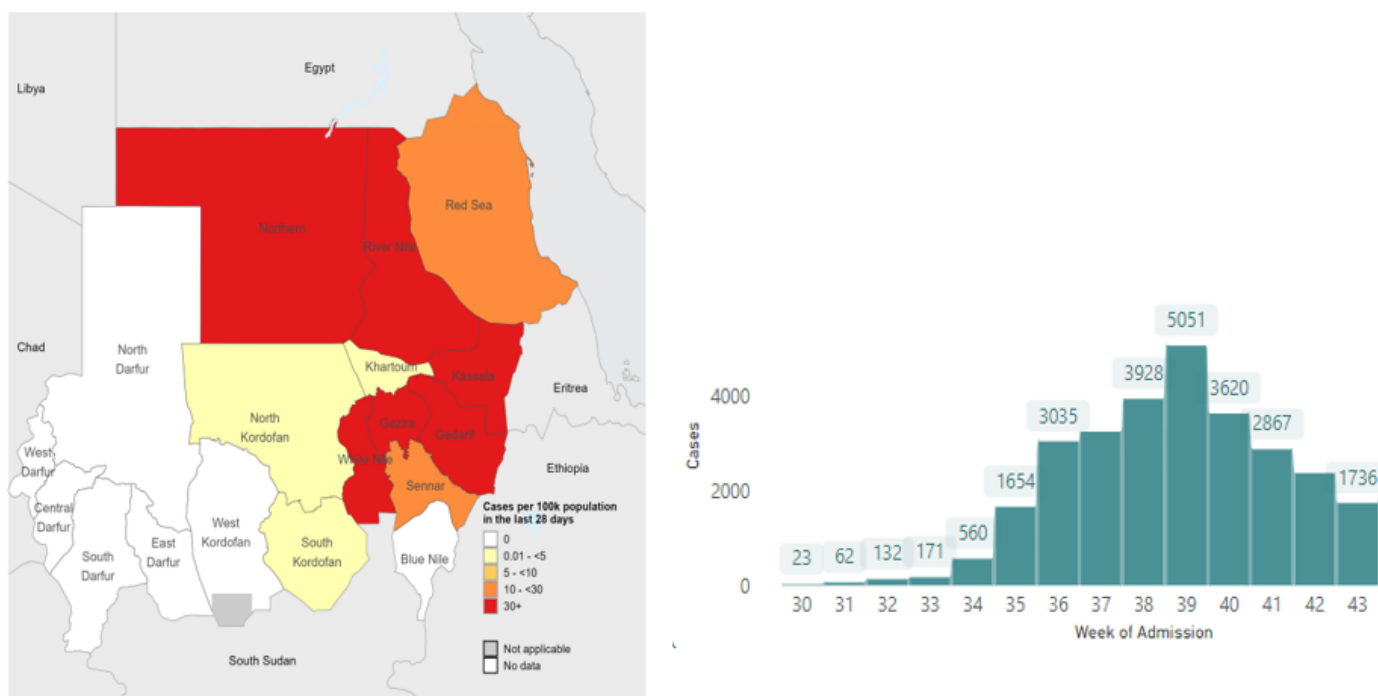 Egypt
Libya
Red Sea
Northern
River Nile
Chad
North
Darfur
Khartoum
Kassala
Eritrea
North
Kordofan
Gezira
Gedarif
West
Darfur
White Nile
Ethiopia
Sennar
Central
Darfur
West
Kordofan
South
Darfur
East
Darfur
South
Kordofan
Blue Nile
South Sudan
Cases per 100k population
in the last 28 days
0
0.01 - <5
5 - <10
10 - <30
30+
Not applicable
No data
Cases
4000
2000
0
23
62
132
171
560
1654
3035
3928
5051
3620
2867
1736
30
31
32
33
34
35
36
37
38
39
40
41
42
43
Week of Admission